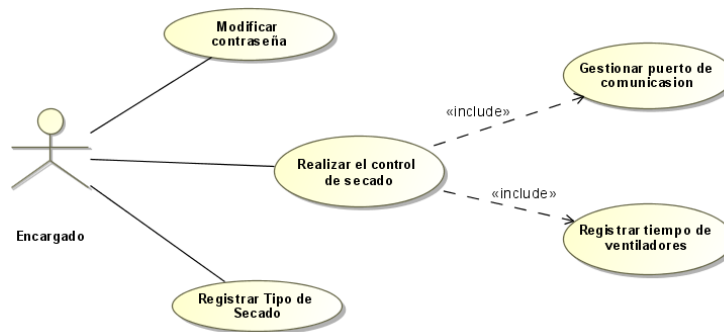 Modificar
contraseña
Gestionar puerto de
comunicasion
«include»
Realizar el control
de secado
«include»
Encargado
Registrar tiempo de
ventiladores
Registrar Tipo de
Secado